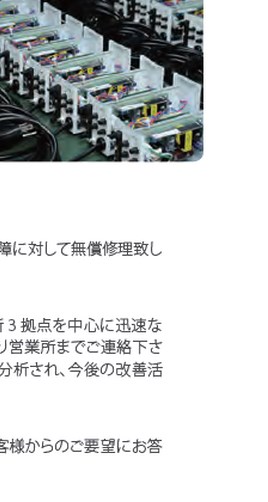 障に対して無償修理致し
所 3 拠点を中心に迅速な
り営業所までご連絡下さ
分析され、今後の改善活
客様からのご要望にお答